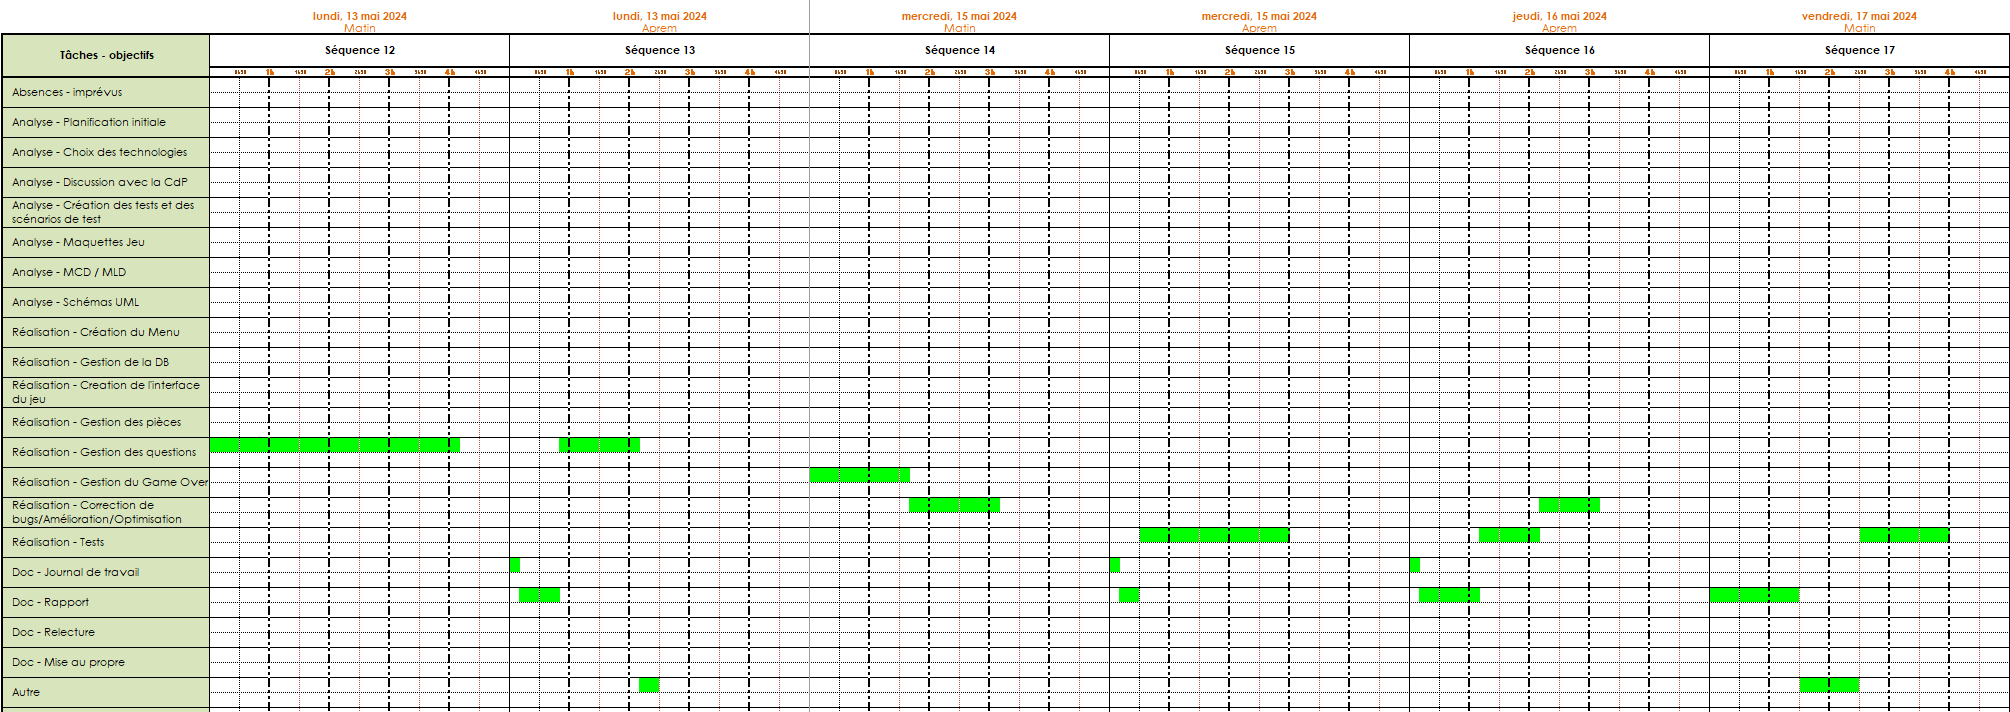 lundi, 13 mai 2024 lundi, 13 mai 2024 mercredi, 15 mai 2024 mercredi, 15 mai 2024 jeudi, 16 mai 2024 vendredi, 17 mai 2024
Matin Aprem Matin Aprem Aprem Matin
Tâches - objectifs Séquence 12 Séquence 13 Séquence 14 Séquence 15 Séquence 16 Séquence 17
0h30 1h 1h30 2h 2h30 3h 3h30 4h 4h30 0h30 1h 1h30 2h 2h30 3h 3h30 4h 4h30 0h30 1h 1h30 2h 2h30 3h 3h30 4h 4h30 0h30 1h 1h30 2h 2h30 3h 3h30 4h 4h30 0h30 1h 1h30 2h 2h30 3h 3h30 4h 4h30 0h30 1h 1h30 2h 2h30 3h 3h30 4h 4h30
Absences - imprévus
Analyse - Planification initiale
Analyse - Choix des technologies
Analyse - Discussion avec la CdP
Analyse - Création des tests et des
scénarios de test
Analyse - Maquettes Jeu
Analyse - MCD / MLD
Analyse - Schémas UML
Réalisation - Création du Menu
Réalisation - Gestion de la DB
Réalisation - Creation de l'interface
du jeu
Réalisation - Gestion des pièces
Réalisation - Gestion des questions
Réalisation - Gestion du Game Over
Réalisation - Correction de
bugs/Amélioration/Optimisation
Réalisation - Tests
Doc - Journal de travail
Doc - Rapport
Doc - Relecture
Doc - Mise au propre
Autre